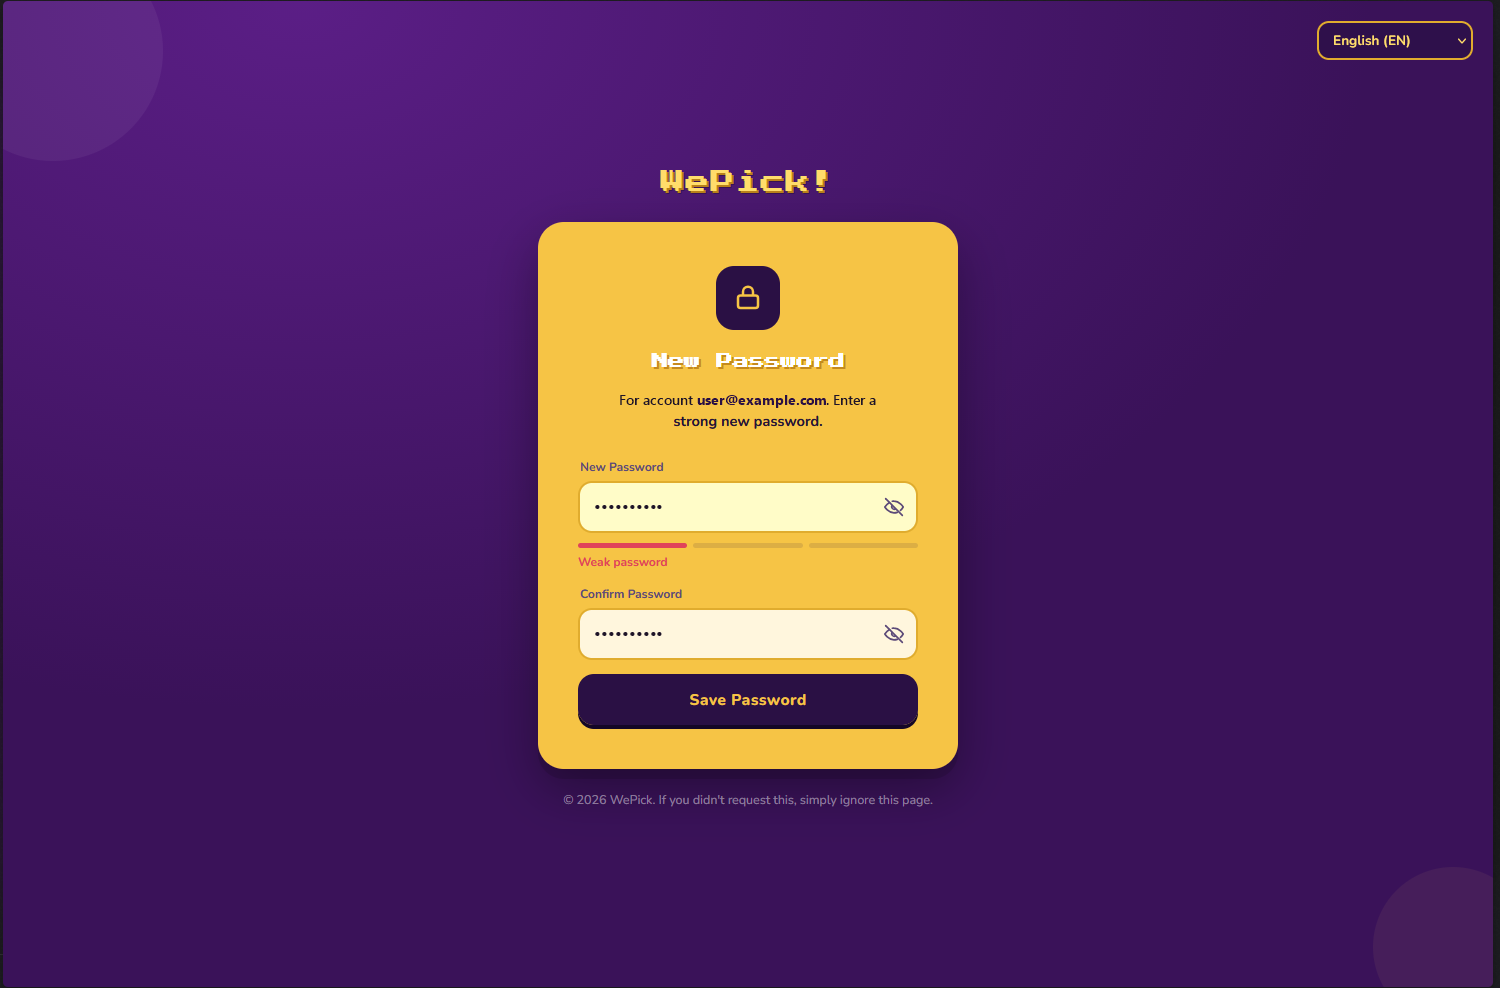 English (EN)
WePick!
New Password
For account user@example.com. Enter a
strong new password.
New Password
••••••••••
Weak password
Confirm Password
••••••••••
Save Password
© 2026 WePick. If you didn't request this, simply ignore this page.